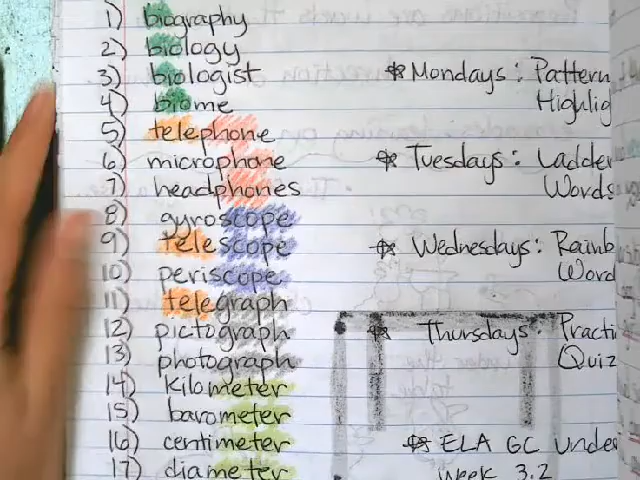 1) biography
2) biology
3) biologist
4) biome
5) telephone
6) microphone
7) headphones
8) gyroscope
9) telescope
10) periscope
11) telegraph
12) pictograph
13) photograph
14) kilometer
15) barometer
16) centimeter
17) diameter
Mondays: Pattern
Highlig
Tuesdays: Ladder
Words
Wednesdays: Rainb
Word
Thursdays: Practi
Quiz
ELA GC Unde
Week 3.2